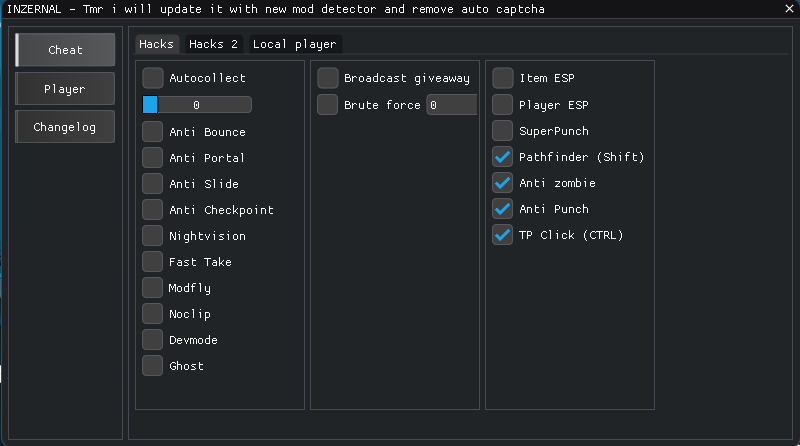 INZERNAL - Tmr i will update it with new mod detector and remove auto captcha
Cheat
Player
Changelog
Hacks Hacks 2 Local player
Autocollect
0
Anti Bounce
Anti Portal
Anti Slide
Anti Checkpoint
Nightvision
Fast Take
Modfly
Noclip
Devmode
Ghost
Broadcast giveaway
Brute force 0
Item ESP
Player ESP
SuperPunch
Pathfinder (Shift)
Anti zombie
Anti Punch
TP Click (CTRL)